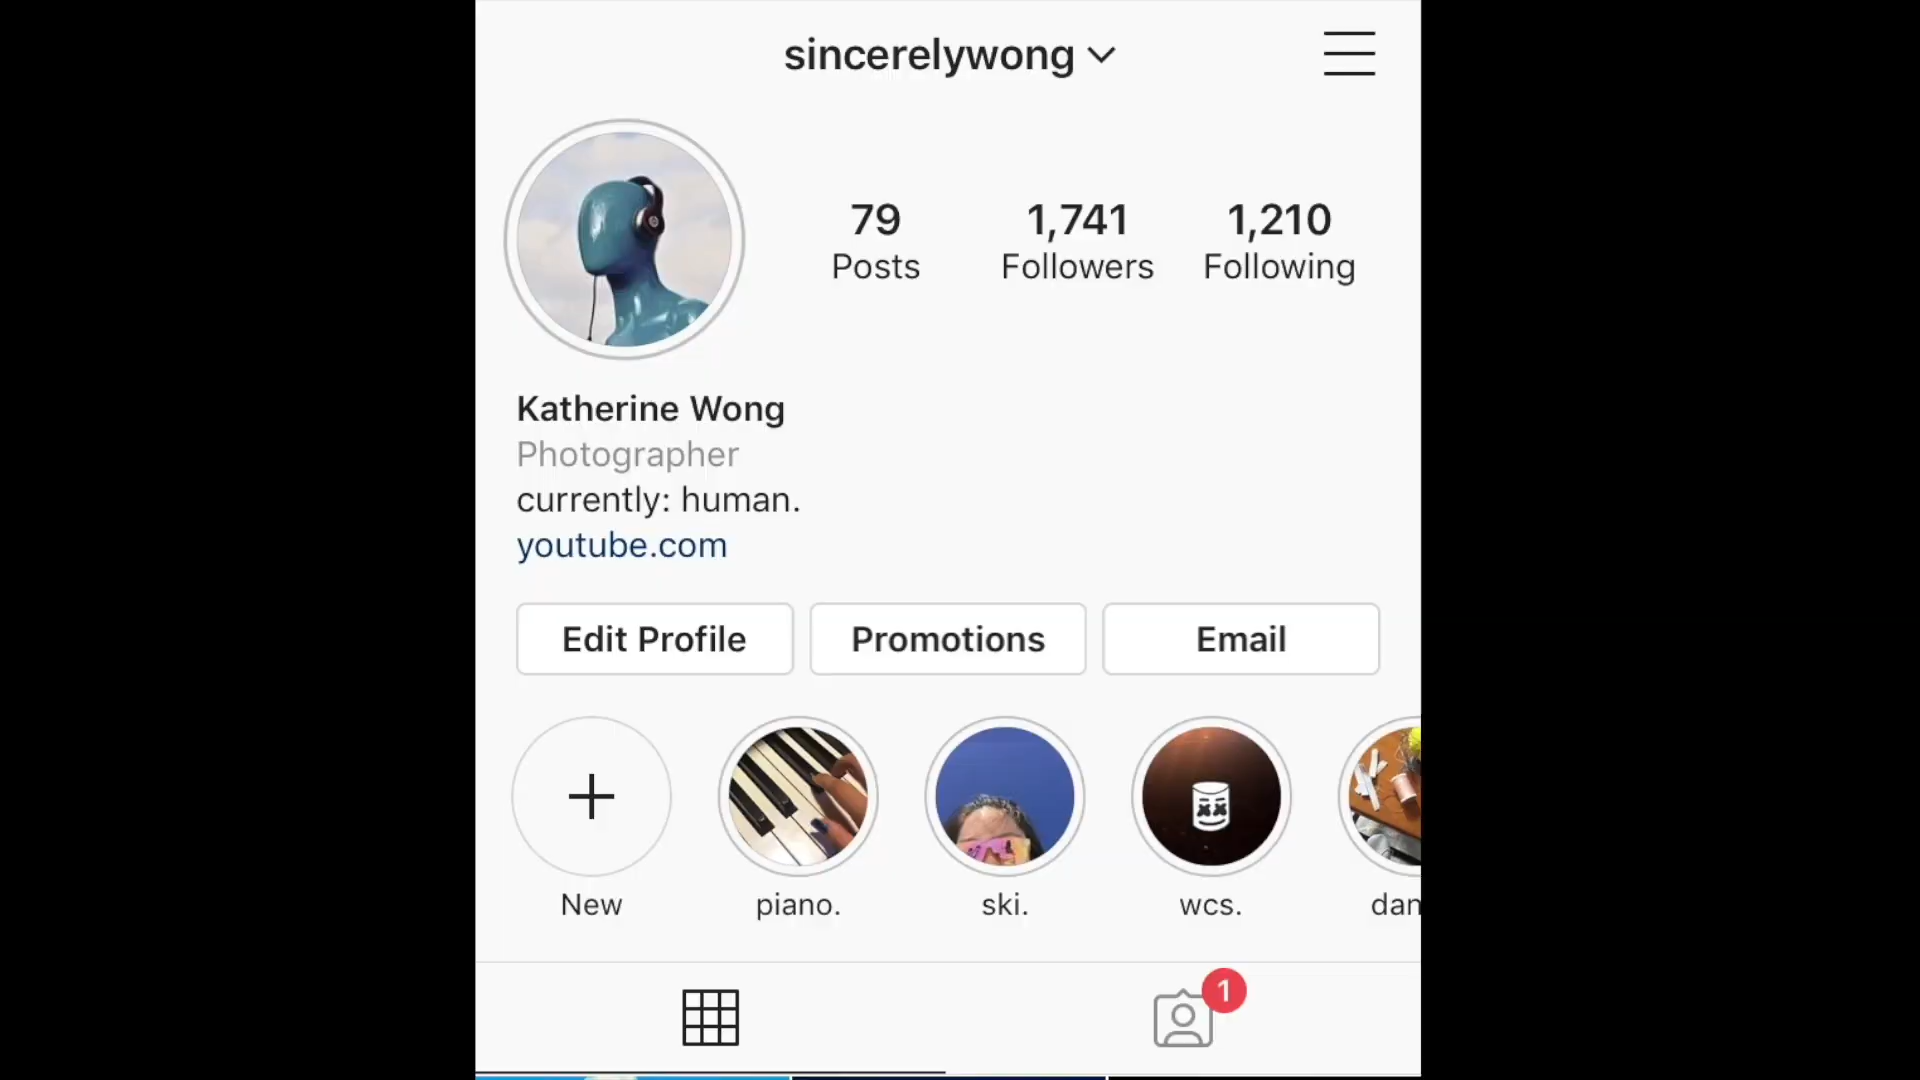 sincerelywong
79 1,741 1,210
Posts Followers Following
Katherine Wong
Photographer
currently: human.
youtube.com
Edit Profile Promotions Email
New piano. ski. wcs. dan
1